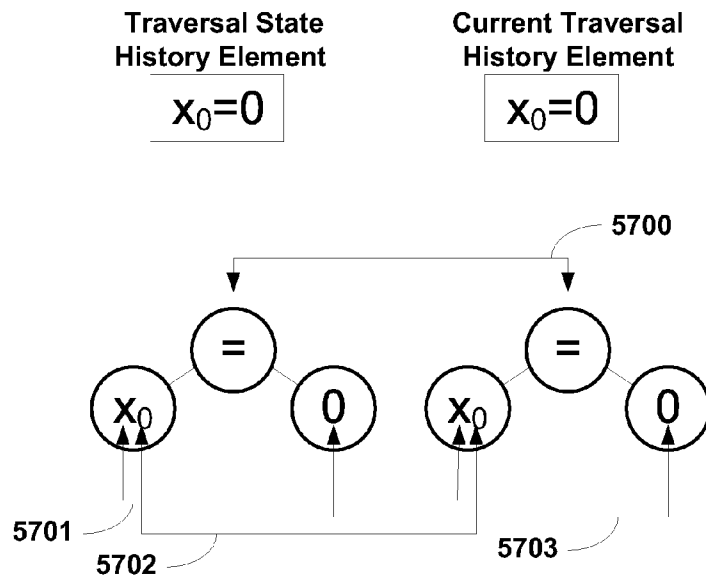 Traversal State
History Element
x₀=0
Current Traversal
History Element
x₀=0
5700
=
=
x₀
0
x₀
0
5701
5702
5703